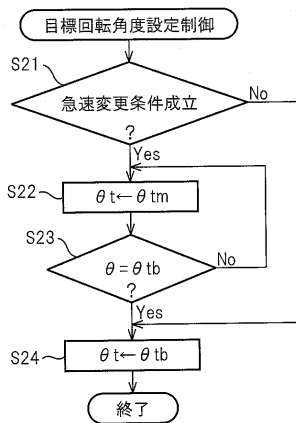 目標回転角度設定制御
S21
急速変更条件成立
?
No
Yes
S22
θt←θtm
S23
θ=θtb
?
No
Yes
S24
θt←θtb
終了